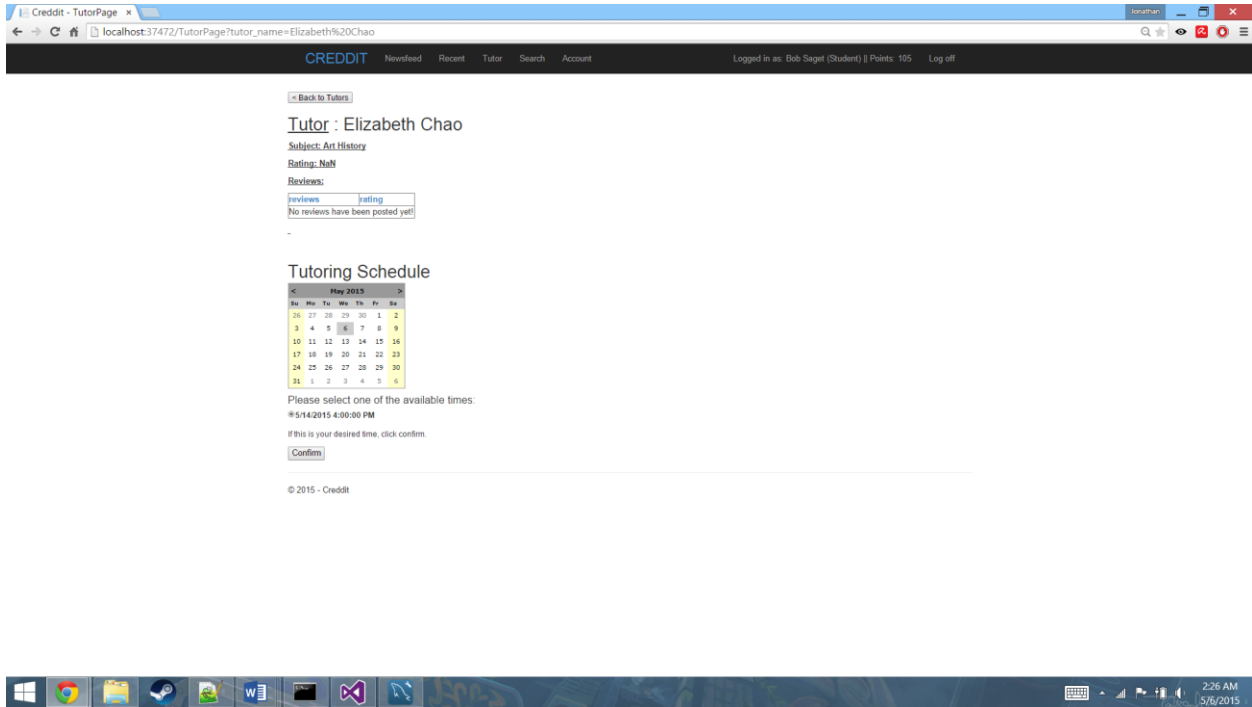 Creddit - TutorPage
Jonathan
localhost:37472/TutorPage?tutor_name=Elizabeth%20Chao
CREDDIT Newsfeed Recent Tutor Search Account Logged in as: Bob Saget (Student) || Points: 105 Log off
< Back to Tutors
Tutor : Elizabeth Chao
Subject: Art History
Rating: NaN
Reviews:
reviews rating
No reviews have been posted yet!
Tutoring Schedule
< May 2015 >
Su Mo Tu We Th Fr Sa
26 27 28 29 30 1 2
3 4 5 6 7 8 9
10 11 12 13 14 15 16
17 18 19 20 21 22 23
24 25 26 27 28 29 30
31 1 2 3 4 5 6
Please select one of the available times:
5/14/2015 4:00:00 PM
If this is your desired time, click confirm.
Confirm
© 2015 - Creddit
2:26 AM
5/6/2015